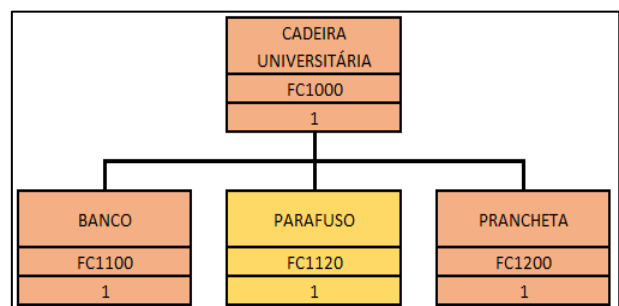 CADEIRA
UNIVERSITÁRIA
FC1000
1
BANCO
FC1100
1
PARAFUSO
FC1120
1
PRANCHETA
FC1200
1